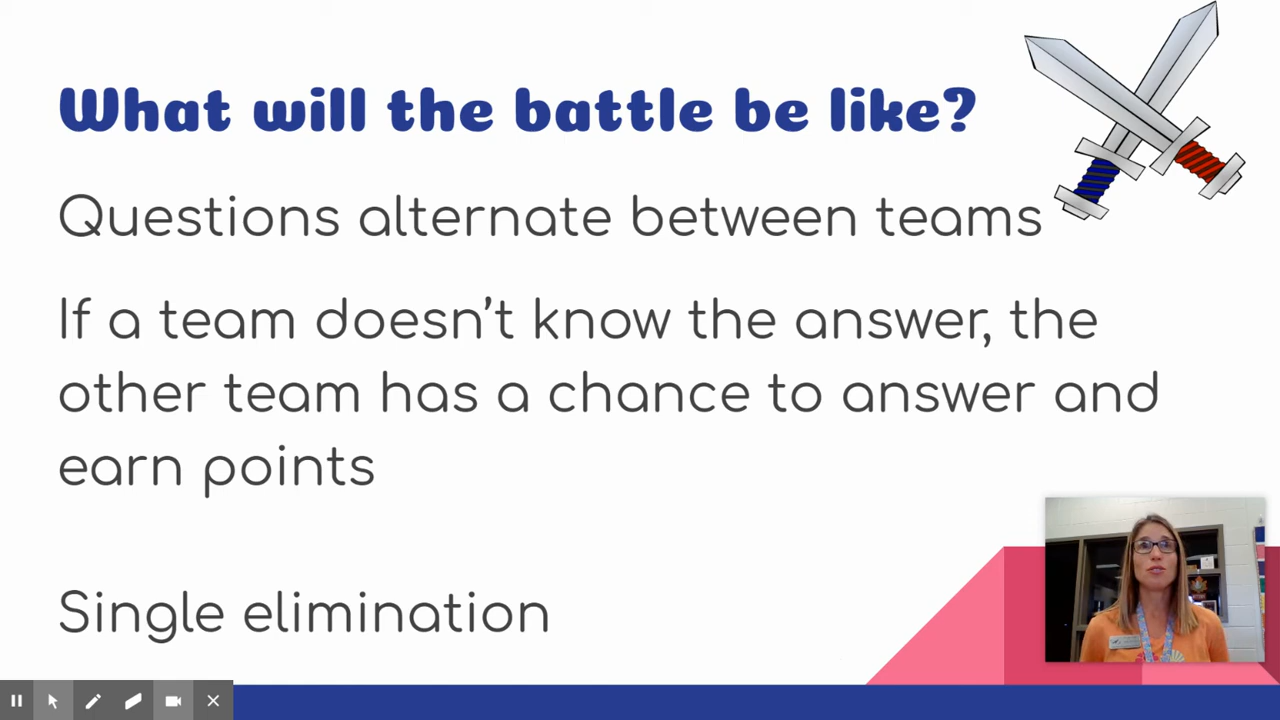 What will the battle be like?
Questions alternate between teams
If a team doesn't know the answer, the
other team has a chance to answer and
earn points
Single elimination